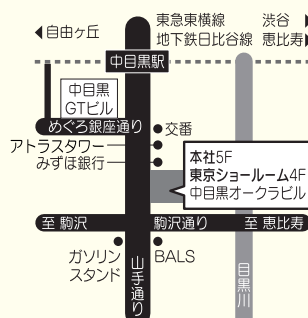 ◀自由ヶ丘
東急東横線 渋谷▶
地下鉄日比谷線 恵比寿▶
中目黒駅
中目黒
GTビル
めぐろ銀座通り
交番
アトラスタワー
みずほ銀行
本社5F
東京ショールーム4F
中目黒オークラビル
至 駒沢
駒沢通り
至 恵比寿
ガソリン
スタンド
BALS
山手通り
目黒川